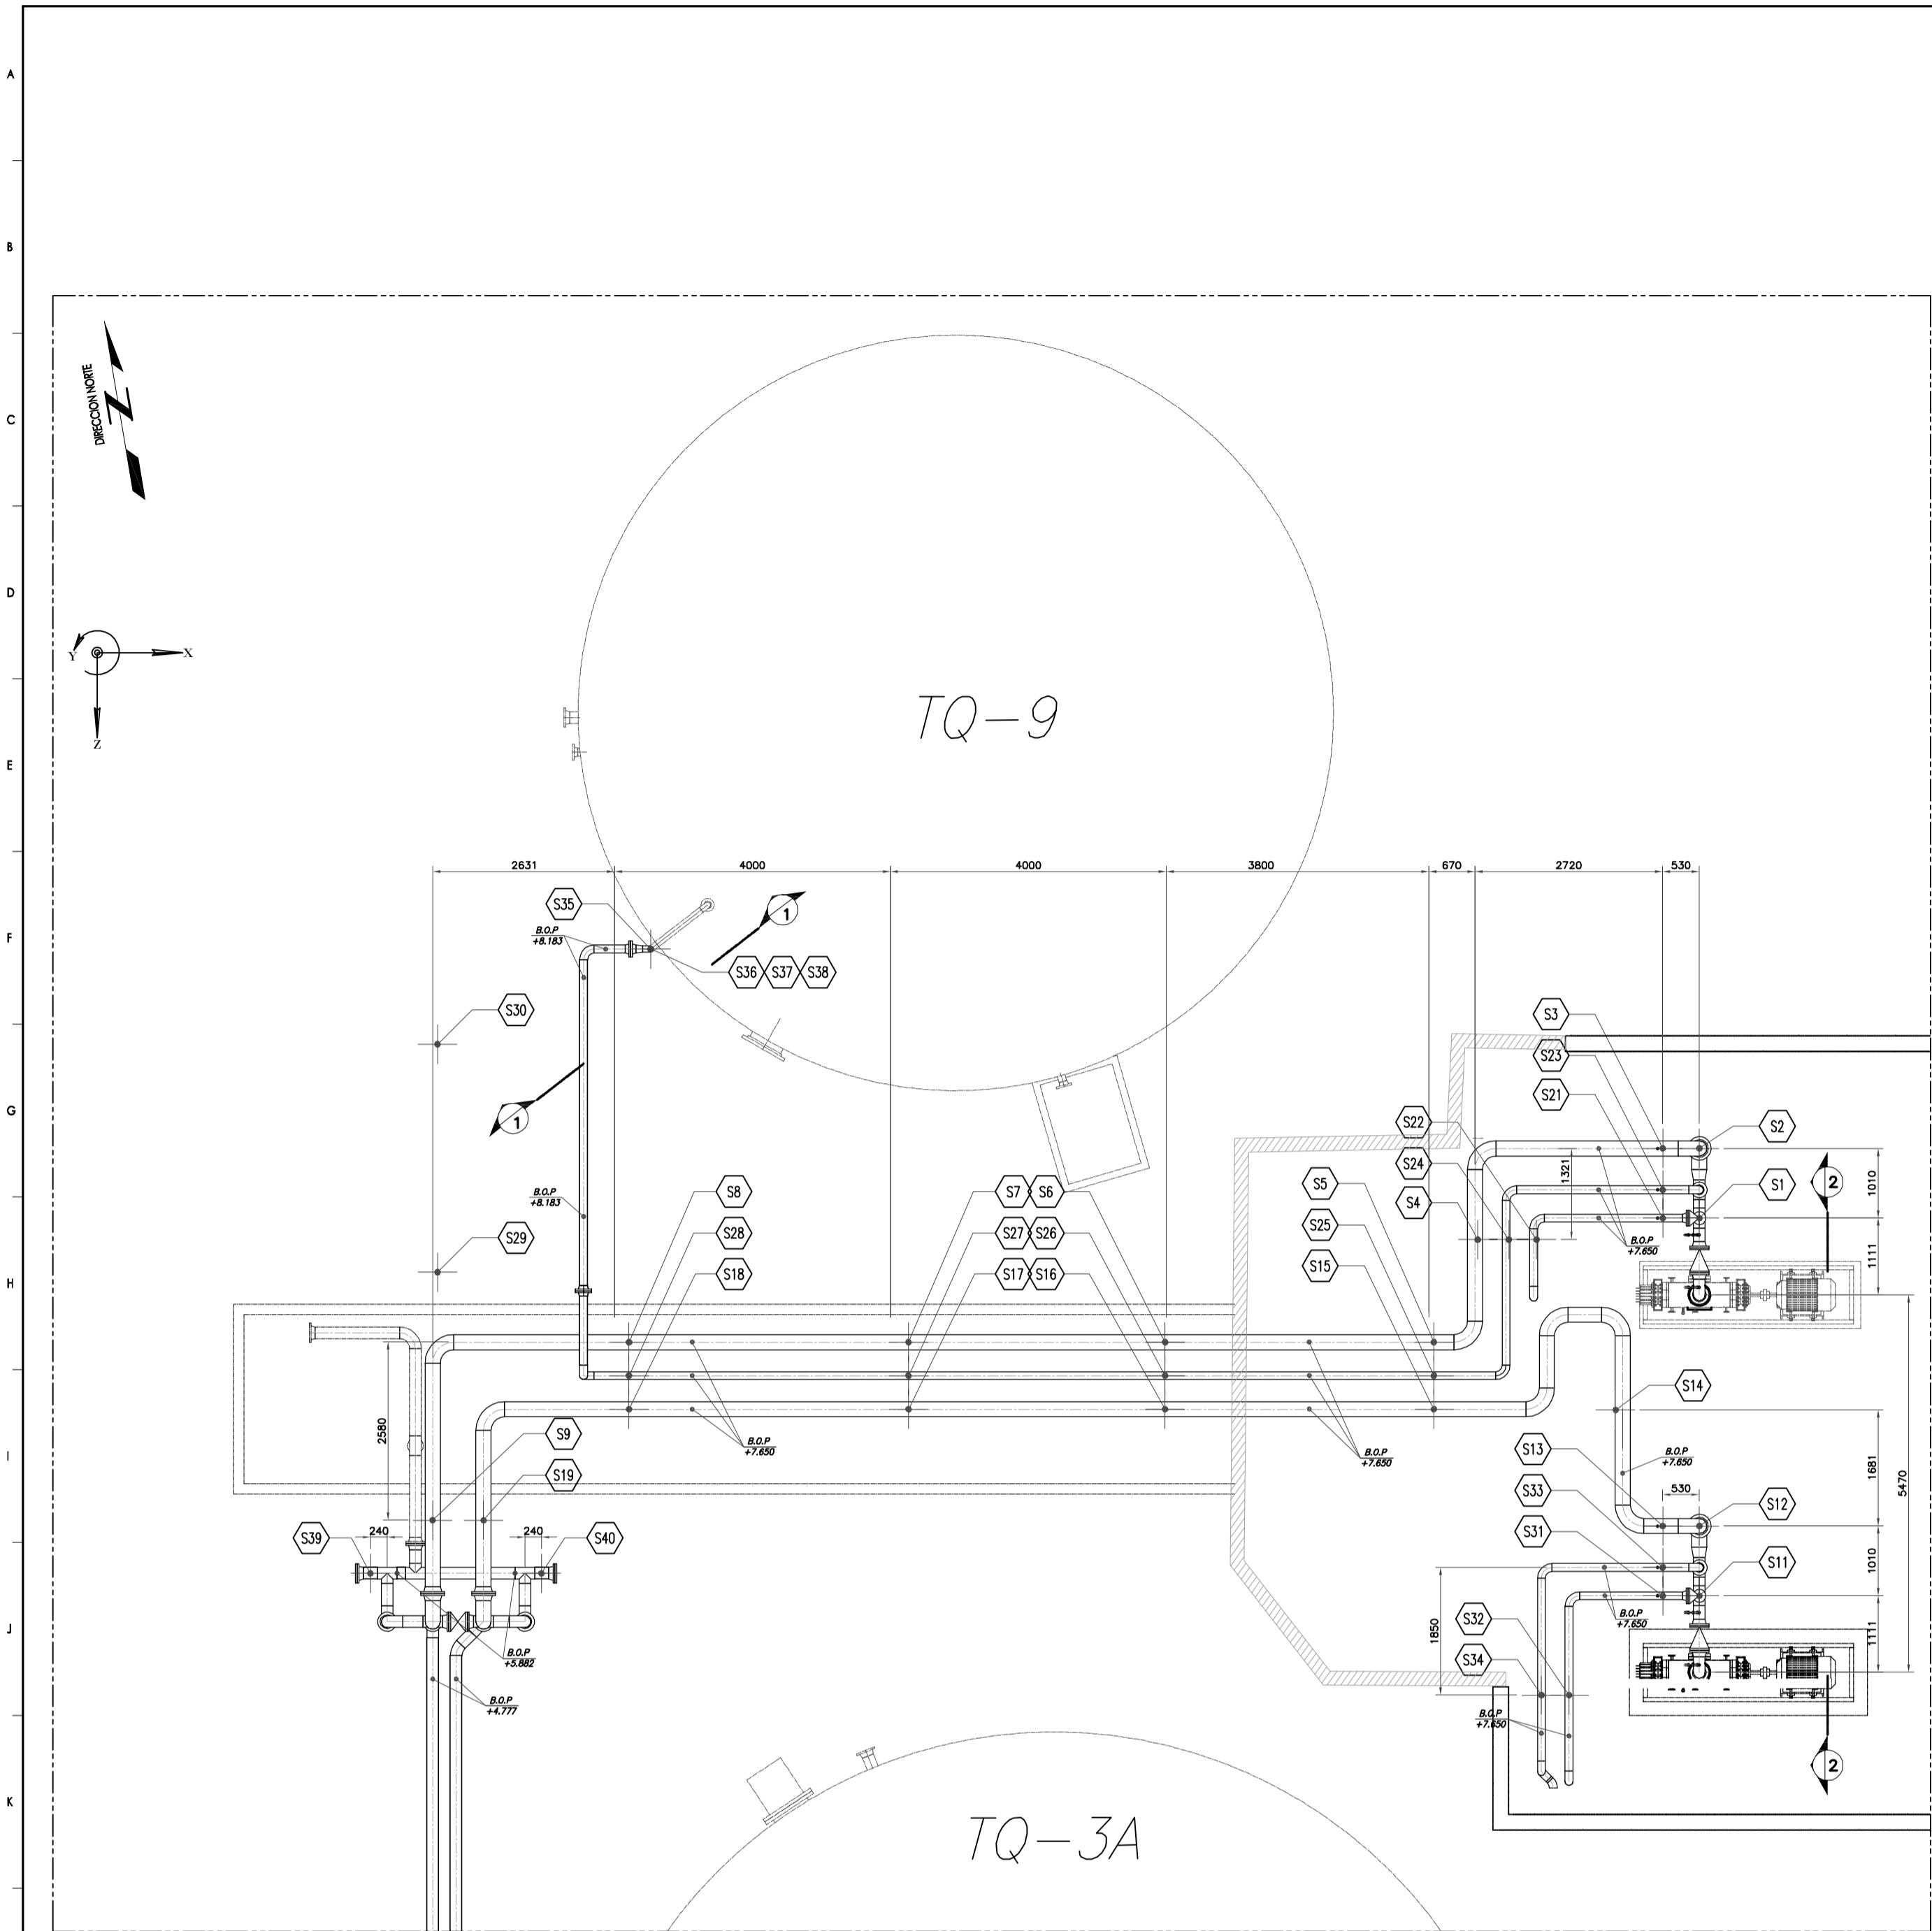 A
B
C
DIRECCION NORTE
N
D
Y
X
Z
E
TQ-9
2631
4000
4000
3800
670
2720
530
S35
1
F
B.O.P
+8.183
S36
S37
S38
S30
S3
S23
S21
G
1
S22
S2
S24
1321
1010
2
S8
S7
S6
S5
S4
S1
B.O.P
+8.183
S29
S28
S27
S26
S25
B.O.P
+7.650
1111
S18
S17
S16
S15
H
S14
2580
S9
B.O.P
+7.650
B.O.P
+7.650
S13
B.O.P
+7.650
1681
5470
I
S19
S33
530
S12
S39
240
240
S40
S31
S11
1010
1850
S32
B.O.P
+7.650
1111
J
B.O.P
+5.882
S34
B.O.P
+4.777
B.O.P
+7.650
2
K
TQ-3A